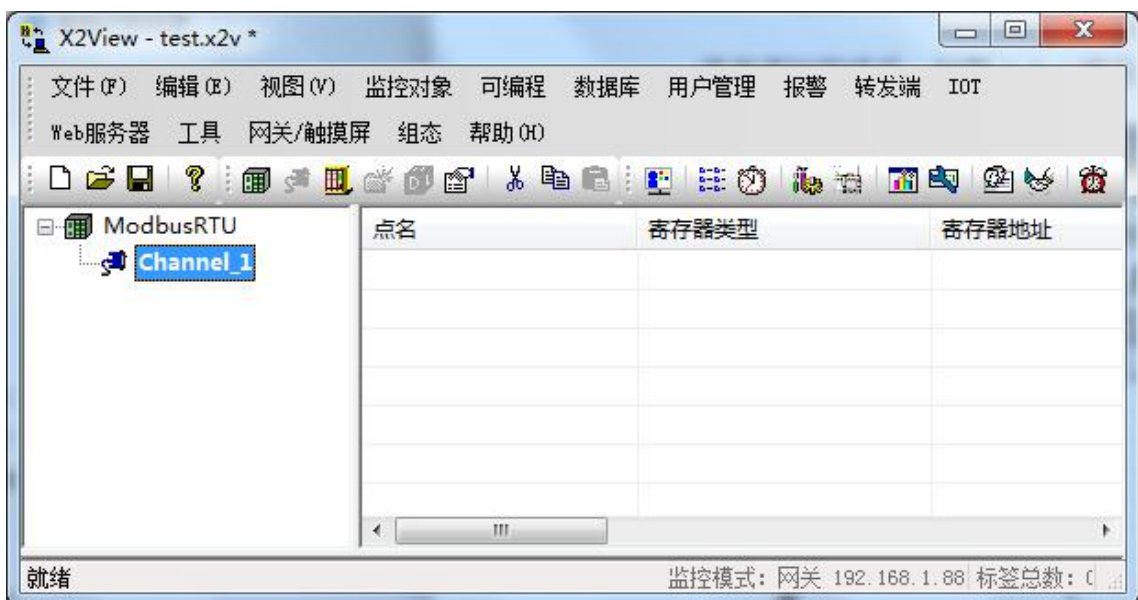 X2View - test.x2v *
文件(F) 编辑(E) 视图(V) 监控对象 可编程 数据库 用户管理 报警 转发端 IOT
Web服务器 工具 网关/触摸屏 组态 帮助(H)
ModbusRTU
Channel_1
点名 寄存器类型 寄存器地址
就绪 监控模式: 网关 192.168.1.88 标签总数: